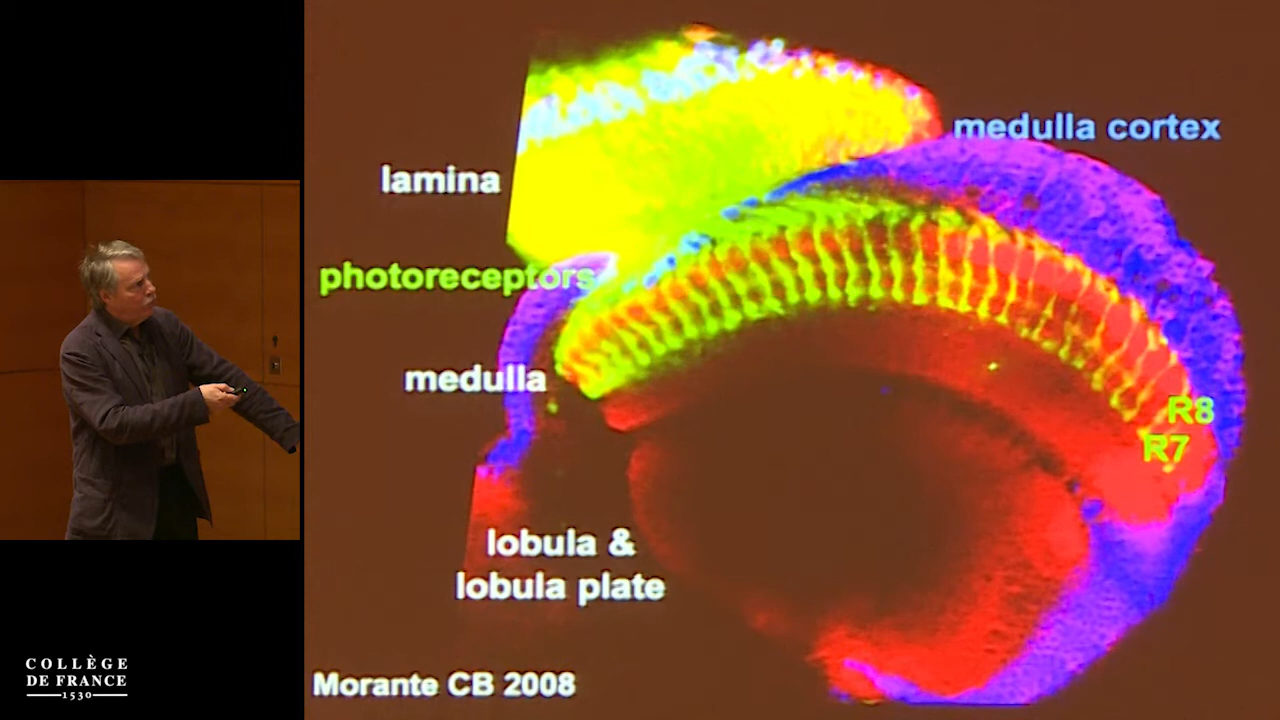 medulla cortex
lamina
photoreceptors
medulla
R8
R7
lobula &
lobula plate
Morante CB 2008
COLLÈGE
DE FRANCE
1530